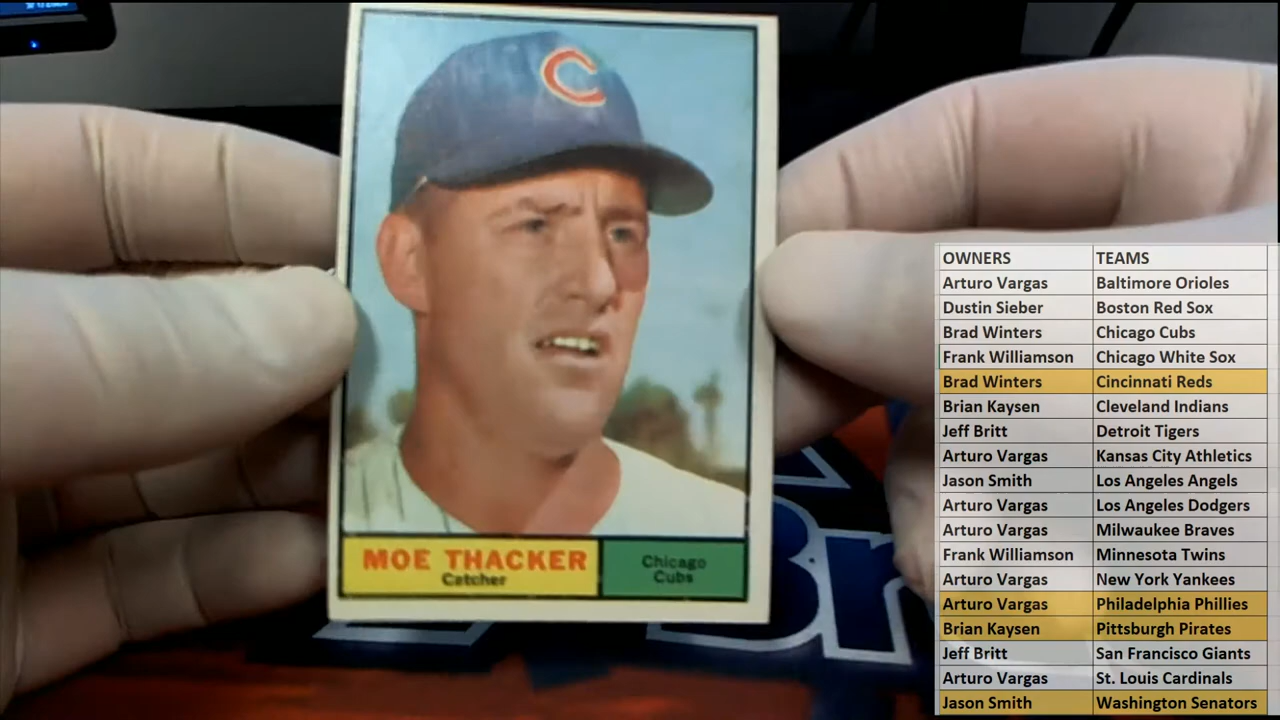 C
MOE THACKER
Catcher
Chicago
Cubs
OWNERS TEAMS
Arturo Vargas Baltimore Orioles
Dustin Sieber Boston Red Sox
Brad Winters Chicago Cubs
Frank Williamson Chicago White Sox
Brad Winters Cincinnati Reds
Brian Kaysen Cleveland Indians
Jeff Britt Detroit Tigers
Arturo Vargas Kansas City Athletics
Jason Smith Los Angeles Angels
Arturo Vargas Los Angeles Dodgers
Arturo Vargas Milwaukee Braves
Frank Williamson Minnesota Twins
Arturo Vargas New York Yankees
Arturo Vargas Philadelphia Phillies
Brian Kaysen Pittsburgh Pirates
Jeff Britt San Francisco Giants
Arturo Vargas St. Louis Cardinals
Jason Smith Washington Senators